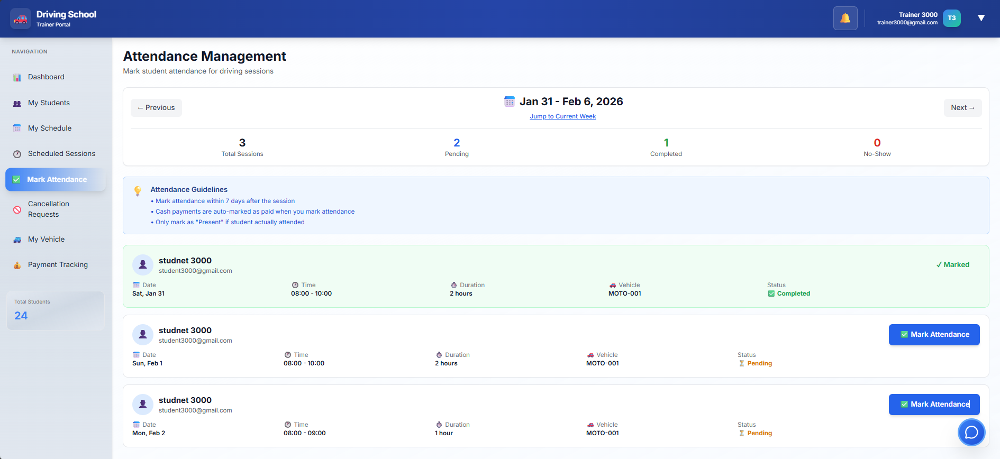 Driving School
Trainer Portal
Trainer 3000
trainer3000@gmail.com
T3
▼
NAVIGATION
Dashboard
My Students
My Schedule
Scheduled Sessions
Mark Attendance
Cancellation
Requests
My Vehicle
Payment Tracking
Total Students
24
Attendance Management
Mark student attendance for driving sessions
← Previous
Jan 31 - Feb 6, 2026
Jump to Current Week
Next →
3
Total Sessions
2
Pending
1
Completed
0
No-Show
Attendance Guidelines
• Mark attendance within 7 days after the session
• Cash payments are auto-marked as paid when you mark attendance
• Only mark as "Present" if student actually attended
studnet 3000
student3000@gmail.com
✓ Marked
Date
Sat, Jan 31
Time
08:00 - 10:00
Duration
2 hours
Vehicle
MOTO-001
Status
✅ Completed
studnet 3000
student3000@gmail.com
✅ Mark Attendance
Date
Sun, Feb 1
Time
08:00 - 10:00
Duration
2 hours
Vehicle
MOTO-001
Status
⏳ Pending
studnet 3000
student3000@gmail.com
✅ Mark Attendance
Date
Mon, Feb 2
Time
08:00 - 09:00
Duration
1 hour
Vehicle
MOTO-001
Status
⏳ Pending